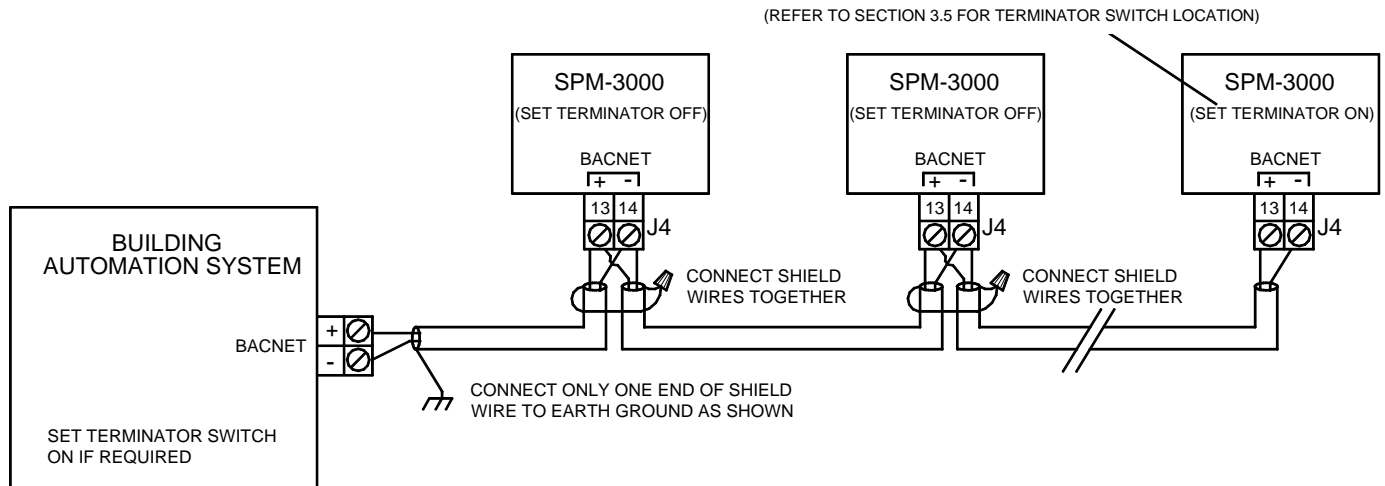 (REFER TO SECTION 3.5 FOR TERMINATOR SWITCH LOCATION)
SPM-3000
(SET TERMINATOR OFF)
BACNET
+ -
13 14
J4
SPM-3000
(SET TERMINATOR OFF)
BACNET
+ -
13 14
J4
SPM-3000
(SET TERMINATOR ON)
BACNET
+ -
13 14
J4
CONNECT SHIELD
WIRES TOGETHER
CONNECT SHIELD
WIRES TOGETHER
BUILDING
AUTOMATION SYSTEM
BACNET
+
-
CONNECT ONLY ONE END OF SHIELD
WIRE TO EARTH GROUND AS SHOWN
SET TERMINATOR SWITCH
ON IF REQUIRED